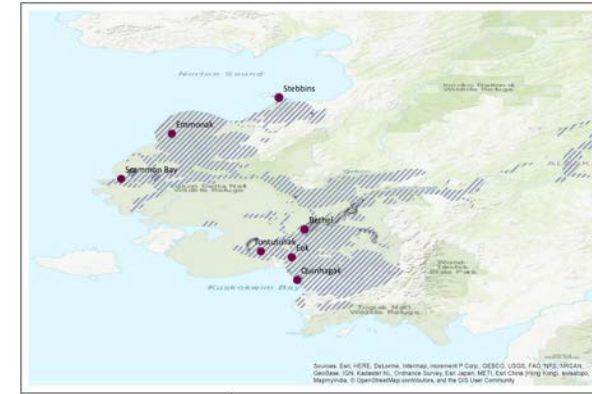 Norton Sound
Stebbins
Emmonak
Scammon Bay
Bethel
Tuntutuliak
Eek
Quinhagak
Kuskokwim Bay
Sources: Esri, HERE, DeLorme, Intermap, increment P Corp., GEBCO, USGS, FAO, NPS, NRCAN,
GeoBase, IGN, Kadaster NL, Ordnance Survey, Esri Japan, METI, Esri China (Hong Kong), swisstopo,
MapmyIndia, © OpenStreetMap contributors, and the GIS User Community